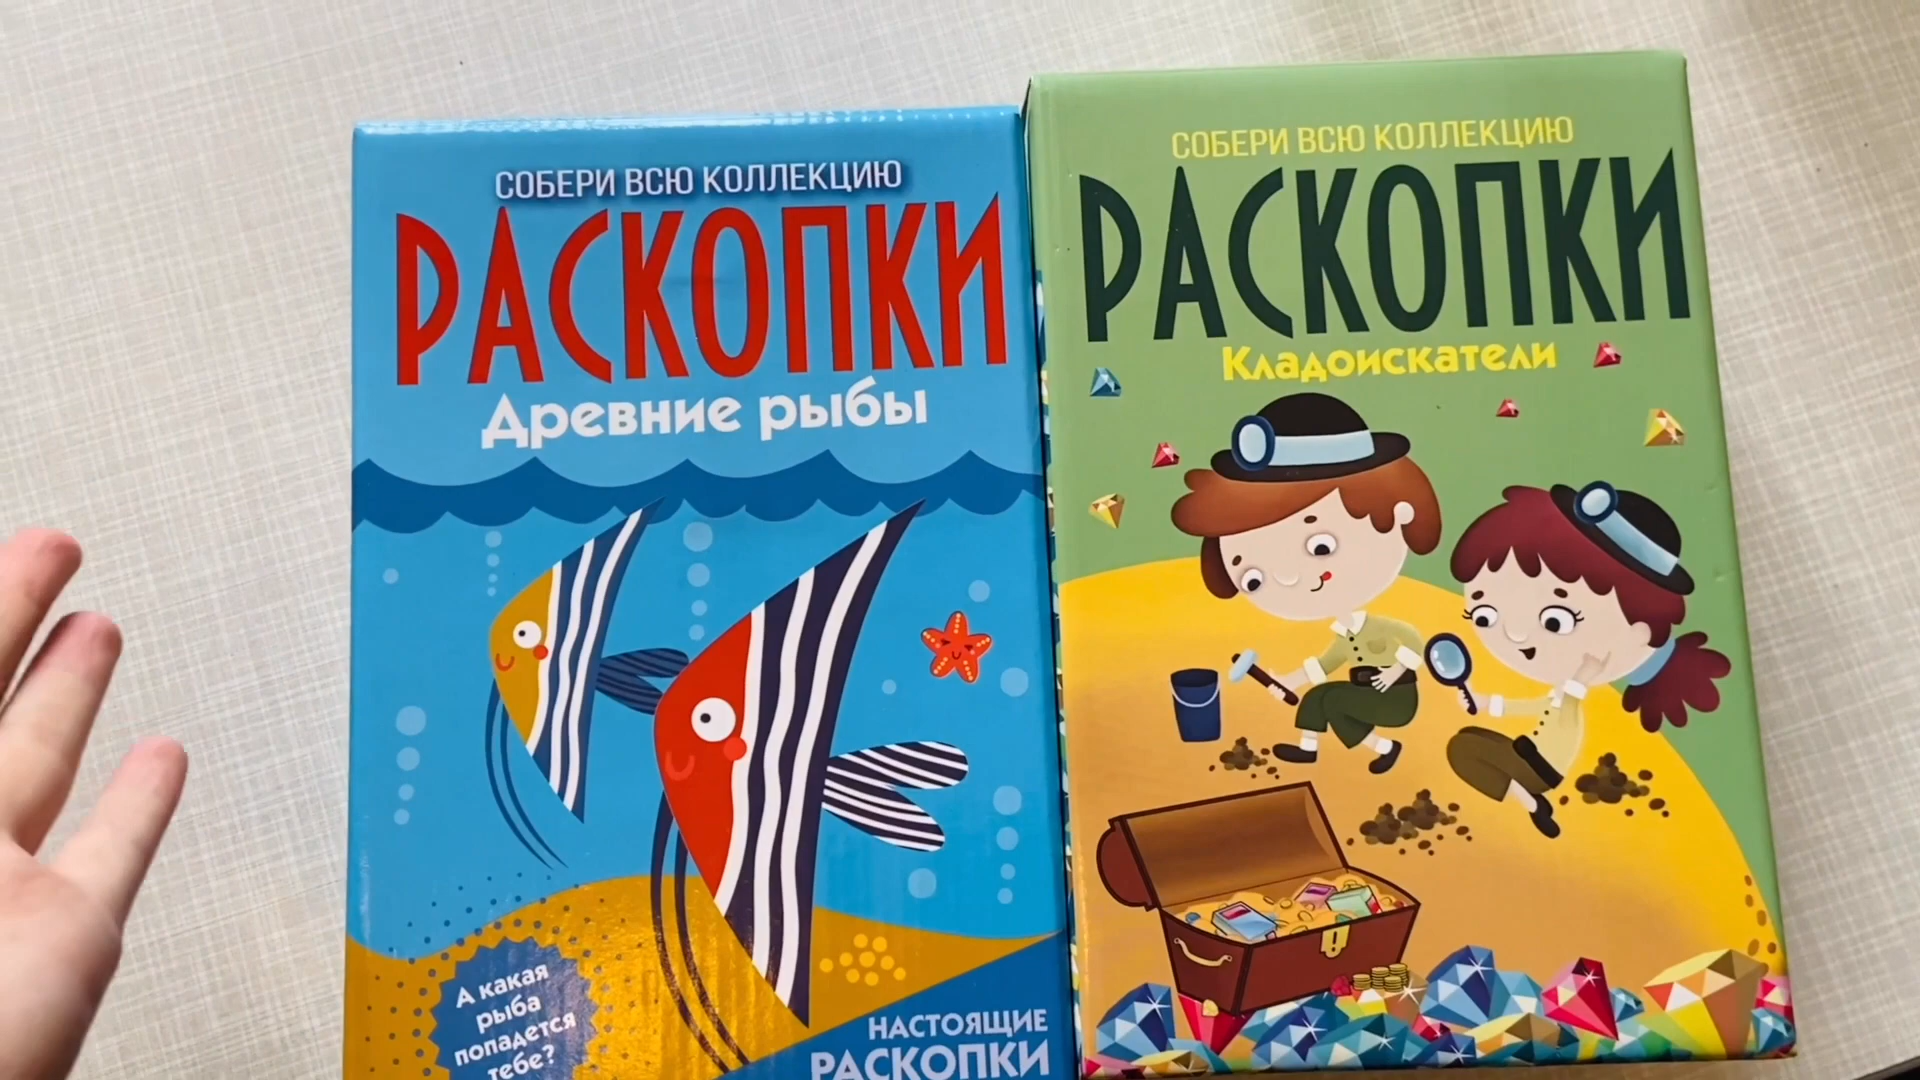 СОБЕРИ ВСЮ КОЛЛЕКЦИЮ
РАСКОПКИ
Древние рыбы
А какая
рыба
попадется
тебе?
НАСТОЯЩИЕ
РАСКОПКИ
СОБЕРИ ВСЮ КОЛЛЕКЦИЮ
РАСКОПКИ
Кладоискатели